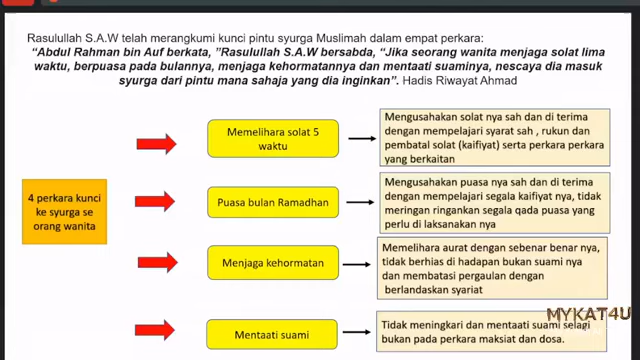 Rasulullah S.A.W telah merangkumi kunci pintu syurga Muslimah dalam empat perkara:
“Abdul Rahman bin Auf berkata, ”Rasulullah S.A.W bersabda, “Jika seorang wanita menjaga solat lima
waktu, berpuasa pada bulannya, menjaga kehormatannya dan mentaati suaminya, nescaya dia masuk
syurga dari pintu mana sahaja yang dia inginkan”. Hadis Riwayat Ahmad
4 perkara kunci
ke syurga se
orang wanita
Memelihara solat 5
waktu
Mengusahakan solat nya sah dan di terima
dengan mempelajari syarat sah , rukun dan
pembatal solat (kaifiyat) serta perkara perkara
yang berkaitan
Puasa bulan Ramadhan
Mengusahakan puasa nya sah dan di terima
dengan mempelajari segala kaifiyat nya, tidak
meringan ringankan segala qada puasa yang
perlu di laksanakan nya
Menjaga kehormatan
Memelihara aurat dengan sebenar benar nya,
tidak berhias di hadapan bukan suami nya
dan membatasi pergaulan dengan
berlandaskan syariat
Mentaati suami
Tidak meningkari dan mentaati suami selagi
bukan pada perkara maksiat dan dosa.
MYKAT4U